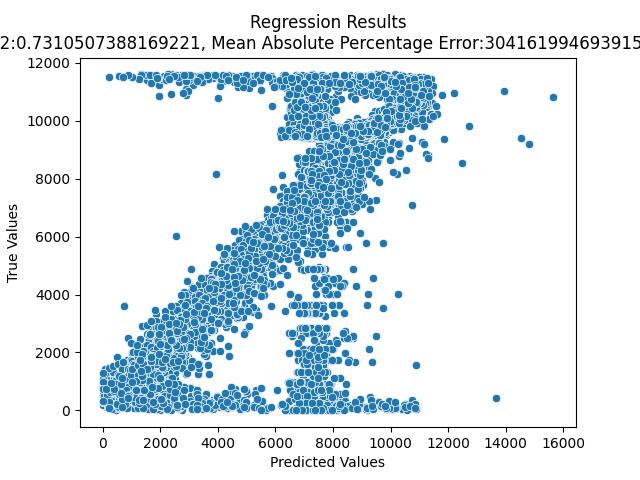 Regression Results
2:0.7310507388169221, Mean Absolute Percentage Error:304161994693915
12000
10000
8000
6000
4000
2000
0
True Values
0 2000 4000 6000 8000 10000 12000 14000 16000
Predicted Values